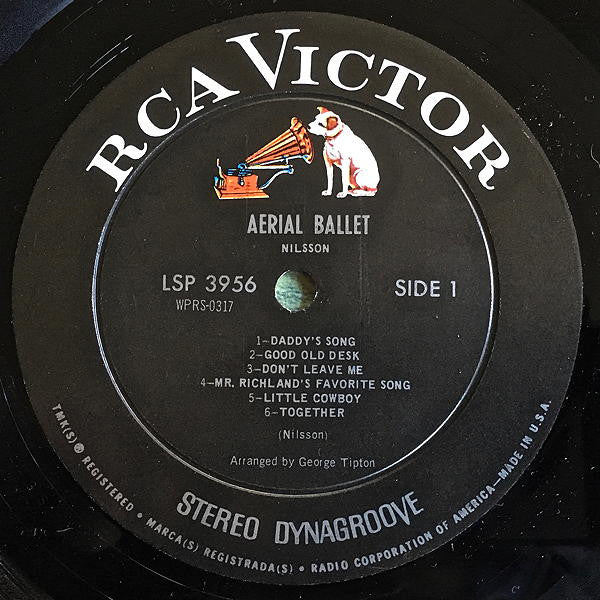 RCA VICTOR
AERIAL BALLET
NILSSON
LSP 3956
SIDE 1
WPRS-0317
1—DADDY'S SONG
2—GOOD OLD DESK
3—DON'T LEAVE ME
4—MR. RICHLAND'S FAVORITE SONG
5—LITTLE COWBOY
6—TOGETHER
(Nilsson)
Arranged by George Tipton
STEREO DYNAGROOVE
TMK(S) ® REGISTERED • MARCA(S) REGISTRADA(S) • RADIO CORPORATION OF AMERICA—MADE IN U.S.A.